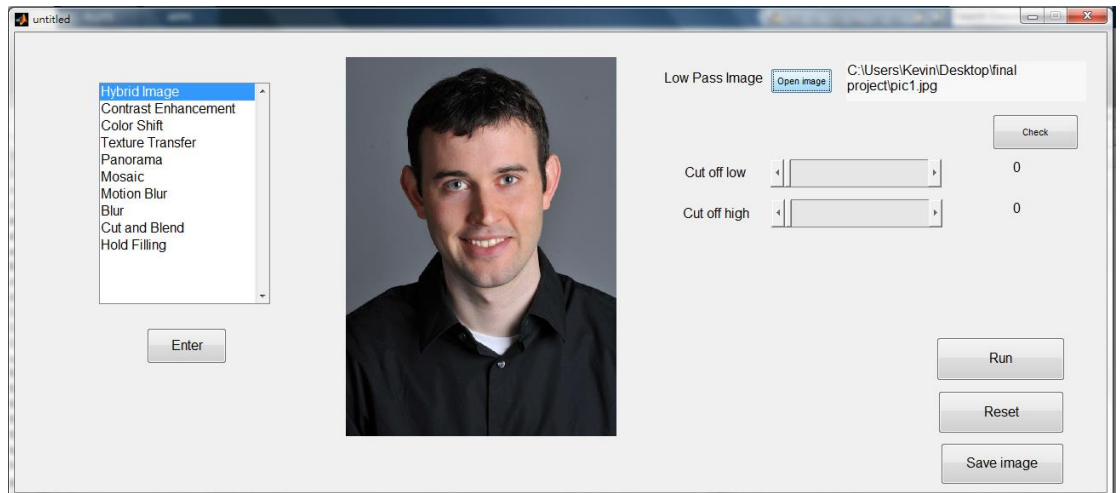 untitled
Hybrid Image
Contrast Enhancement
Color Shift
Texture Transfer
Panorama
Mosaic
Motion Blur
Blur
Cut and Blend
Hold Filling
Enter
Low Pass Image
Open image
C:\Users\Kevin\Desktop\final
project\pic1.jpg
Check
Cut off low
0
Cut off high
0
Run
Reset
Save image